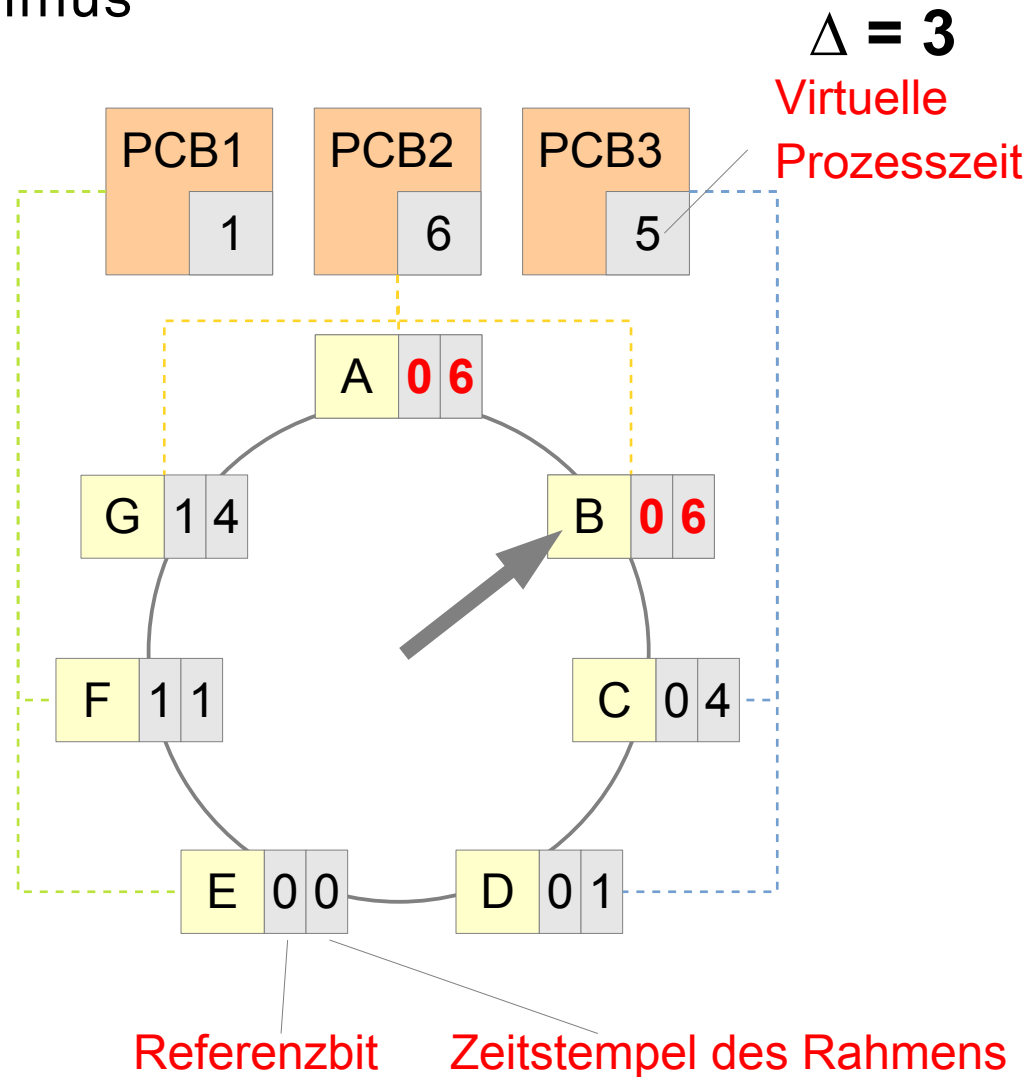 imus
Δ = 3
Virtuelle
Prozesszeit
PCB1
1
PCB2
6
PCB3
5
A 0 6
G 1 4
B 0 6
F 1 1
C 0 4
E 0 0
D 0 1
Referenzbit
Zeitstempel des Rahmens